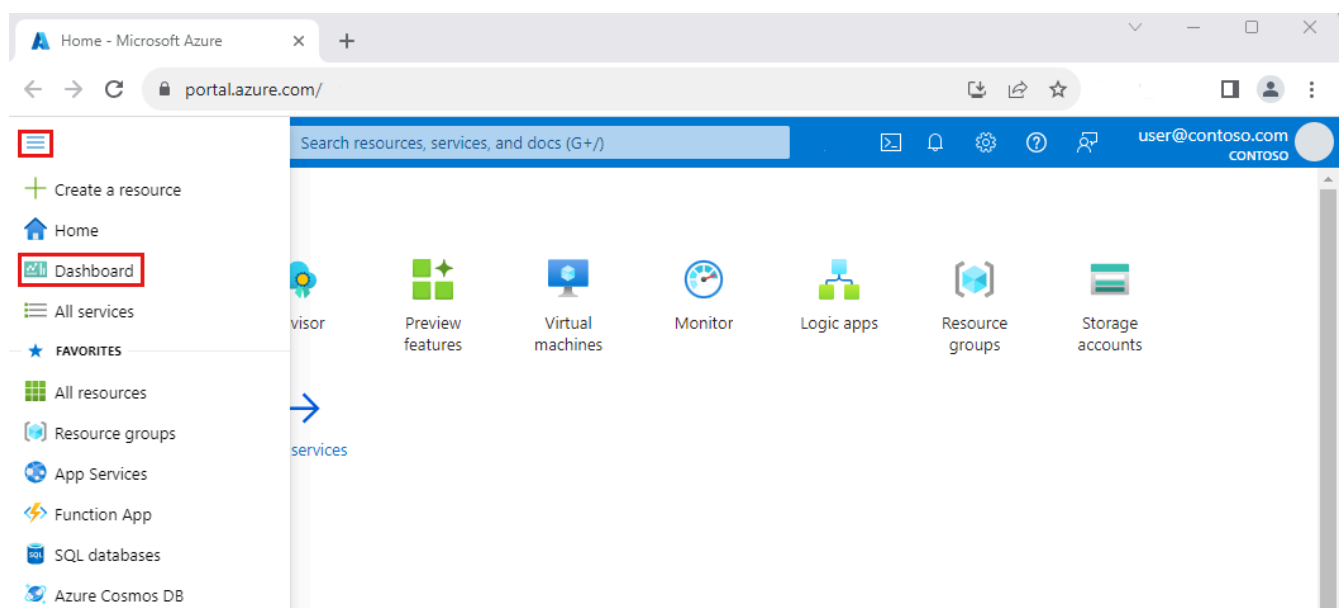 Home - Microsoft Azure
portal.azure.com/
Search resources, services, and docs (G+/)
user@contoso.com
CONTOSO
Create a resource
Home
Dashboard
All services
FAVORITES
All resources
Resource groups
App Services
Function App
SQL databases
Azure Cosmos DB
visor
Preview
features
Virtual
machines
Monitor
Logic apps
Resource
groups
Storage
accounts
services